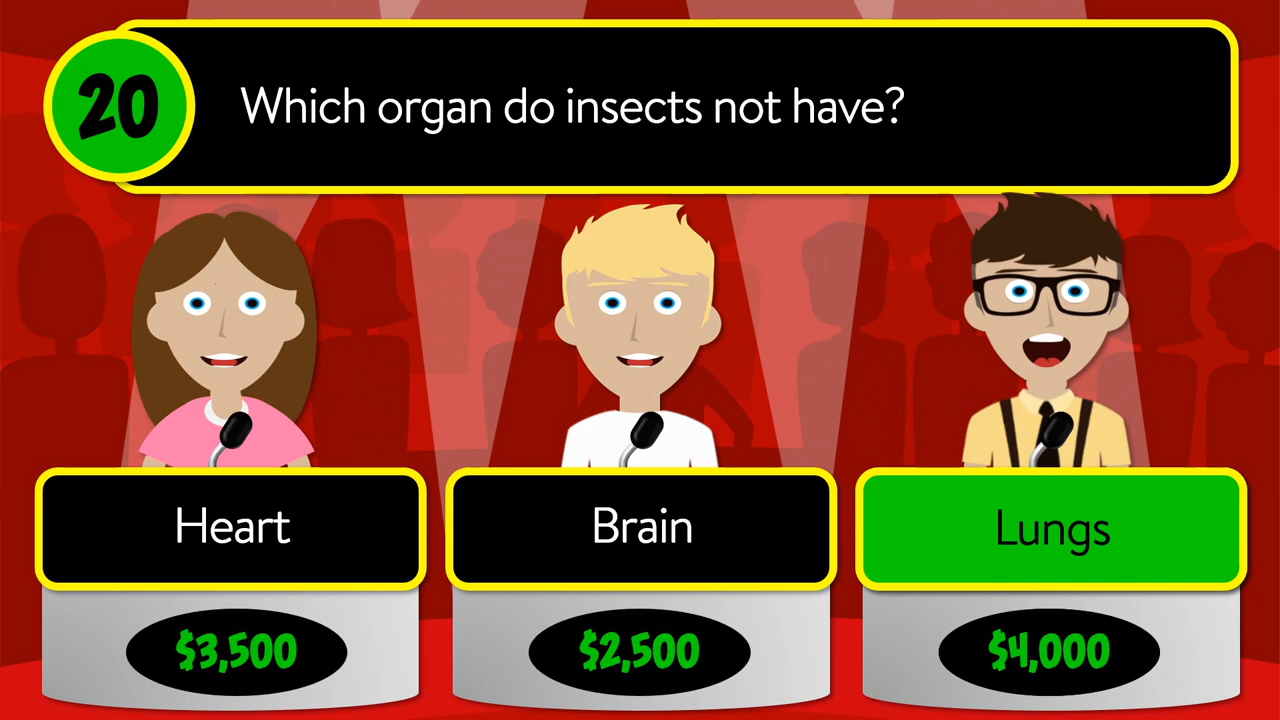 20
Which organ do insects not have?
Heart
Brain
Lungs
$3,500
$2,500
$4,000